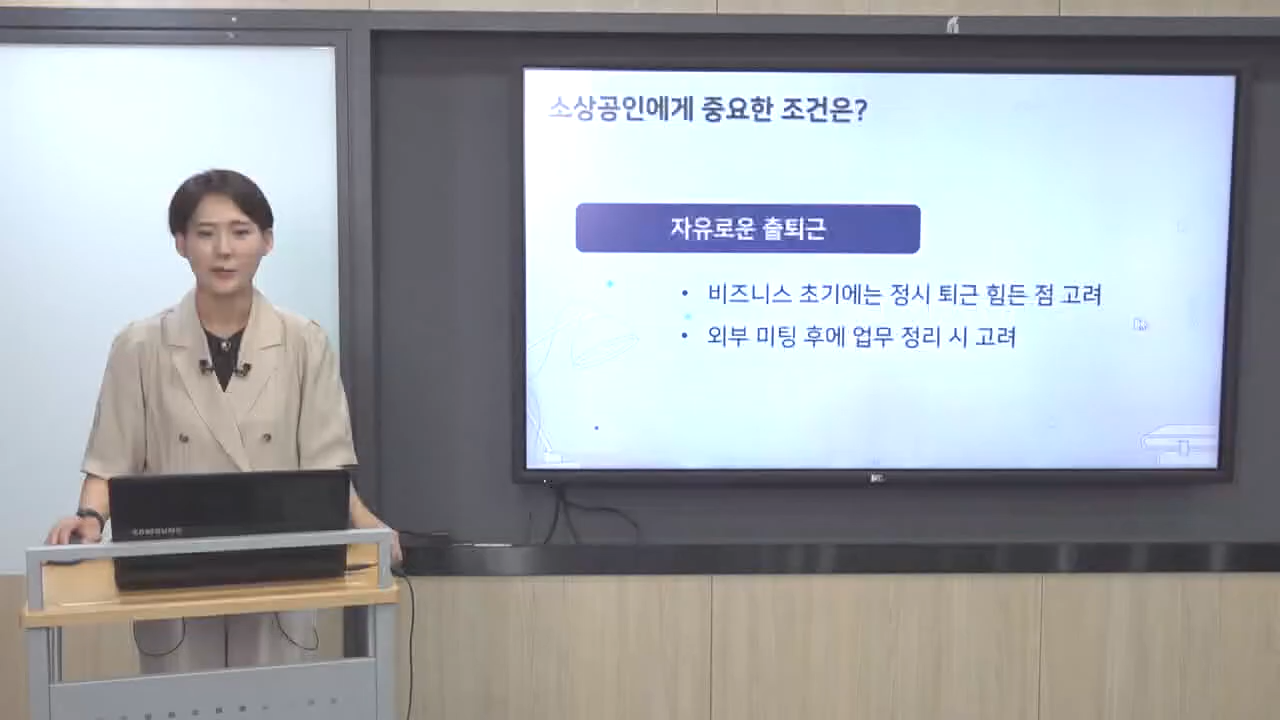 소상공인에게 중요한 조건은?
자유로운 출퇴근
• 비즈니스 초기에는 정시 퇴근 힘든 점 고려
• 외부 미팅 후에 업무 정리 시 고려
SAMSUNG